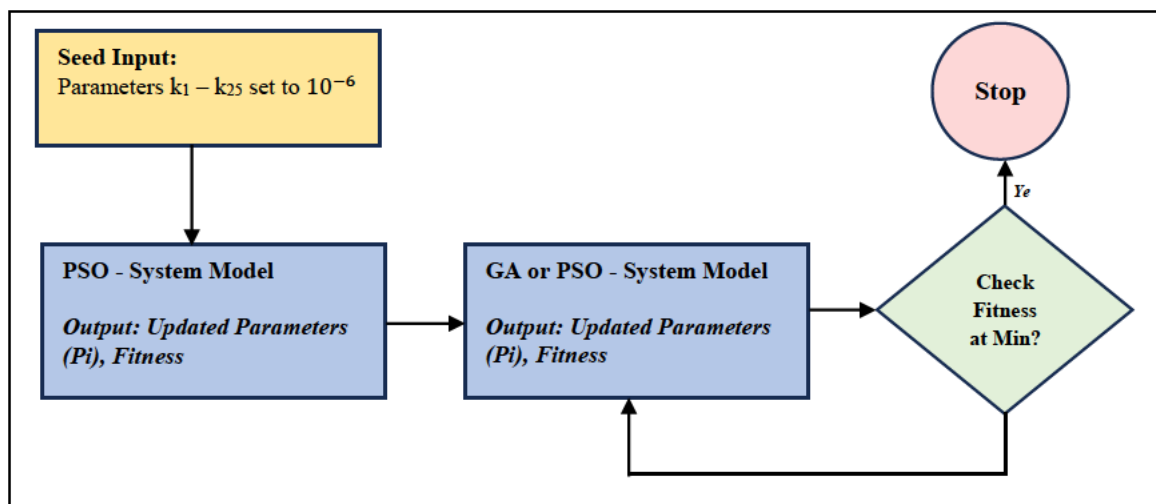 Seed Input:
Parameters k₁ – k₂₅ set to 10⁻⁶
Stop
Ye
PSO - System Model
Output: Updated Parameters
(Pi), Fitness
GA or PSO - System Model
Output: Updated Parameters
(Pi), Fitness
Check
Fitness
at Min?